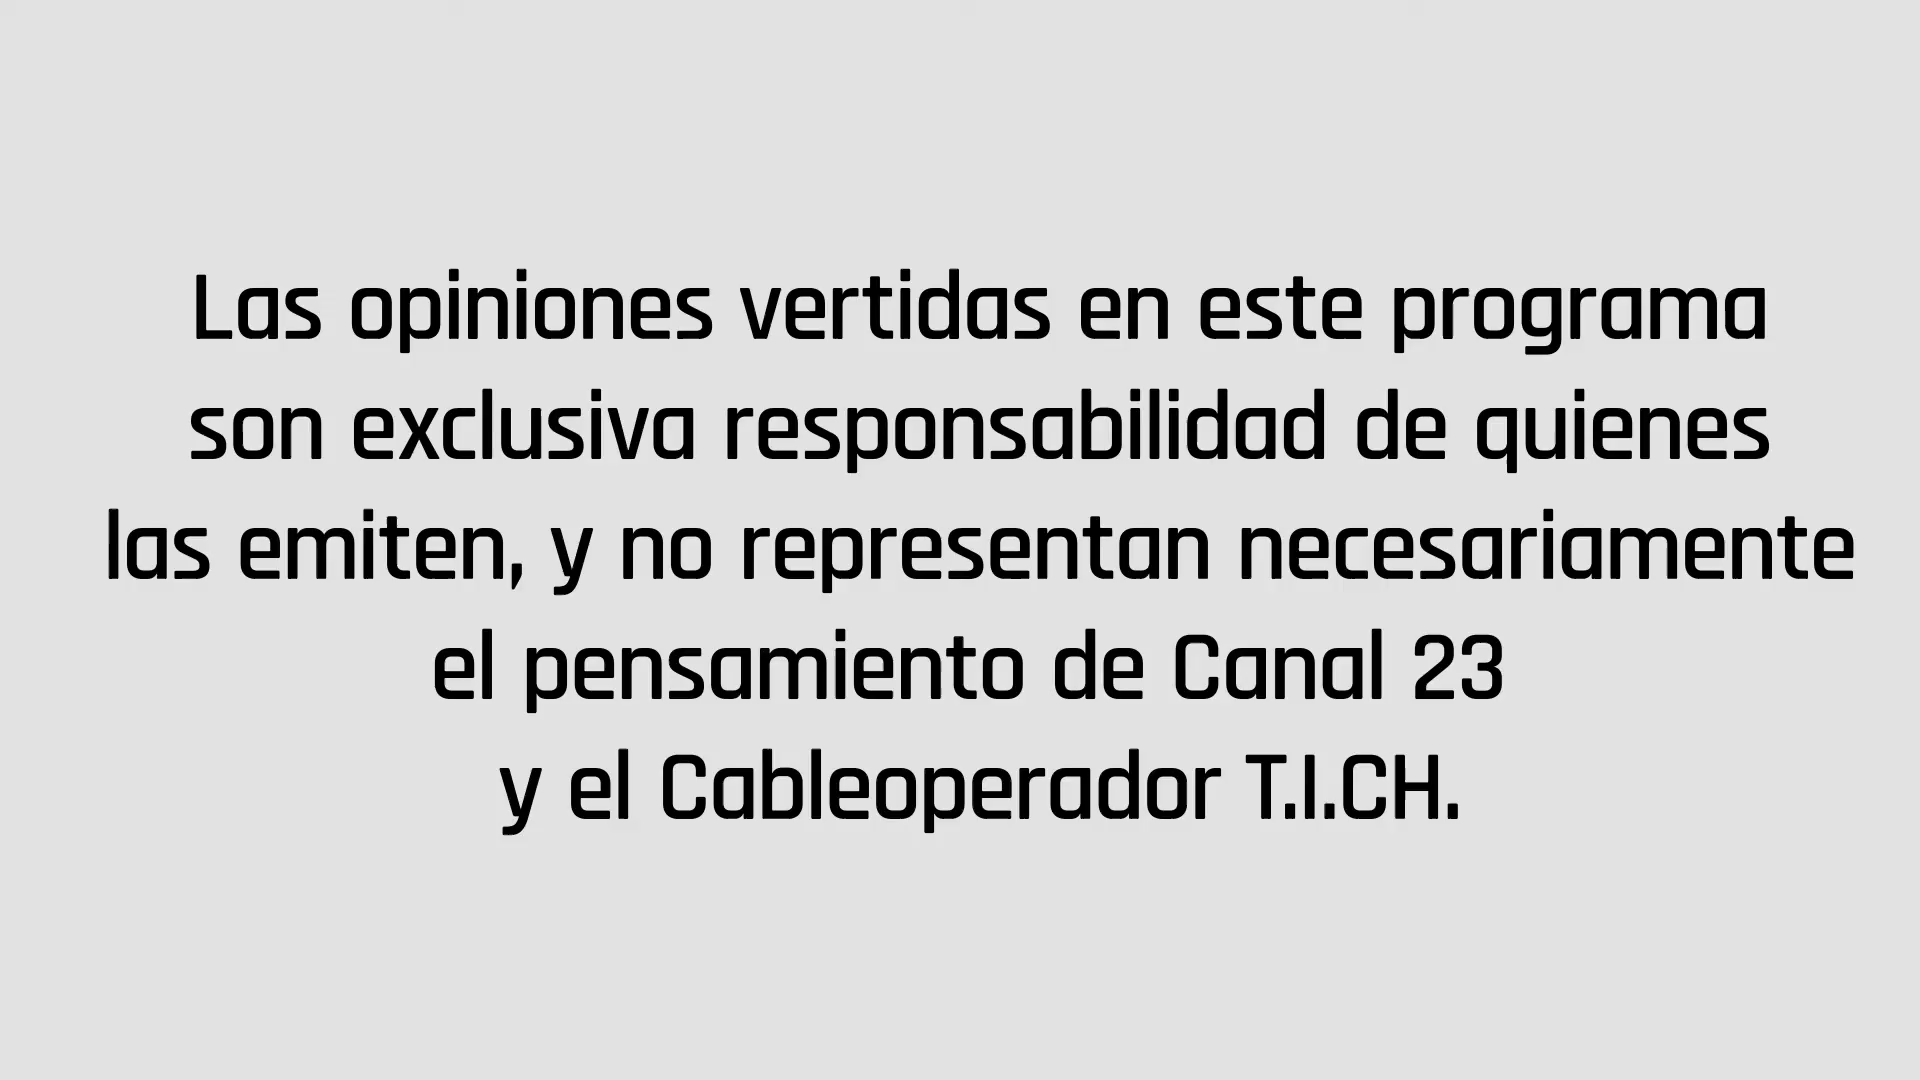 Las opiniones vertidas en este programa
son exclusiva responsabilidad de quienes
las emiten, y no representan necesariamente
el pensamiento de Canal 23
y el Cableoperador T.I.CH.